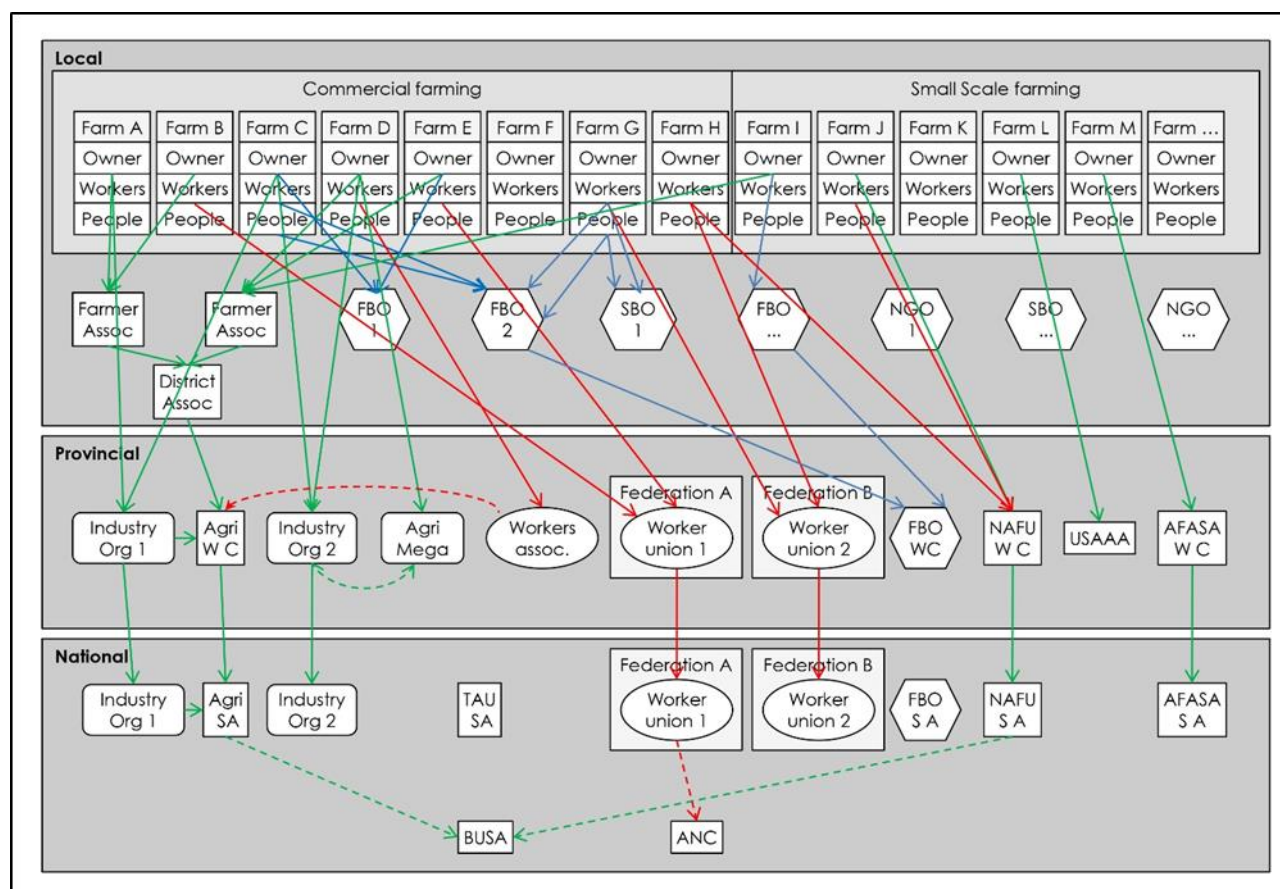 Local
Commercial farming
Small Scale farming
Farm A Farm B Farm C Farm D Farm E Farm F Farm G Farm H Farm I Farm J Farm K Farm L Farm M Farm ...
Owner Owner Owner Owner Owner Owner Owner Owner Owner Owner Owner Owner Owner Owner
Workers Workers Workers Workers Workers Workers Workers Workers Workers Workers Workers Workers Workers Workers
People People People People People People People People People People People People People People
Farmer
Assoc
Farmer
Assoc
FBO
1
FBO
2
SBO
1
FBO
...
NGO
1
SBO
...
NGO
...
District
Assoc
Provincial
Industry
Org 1
Agri
W C
Industry
Org 2
Agri
Mega
Workers
assoc.
Federation A
Worker
union 1
Federation B
Worker
union 2
FBO
WC
NAFU
W C
USAAA
AFASA
W C
National
Industry
Org 1
Agri
SA
Industry
Org 2
TAU
SA
Federation A
Worker
union 1
Federation B
Worker
union 2
FBO
S A
NAFU
S A
AFASA
S A
BUSA
ANC